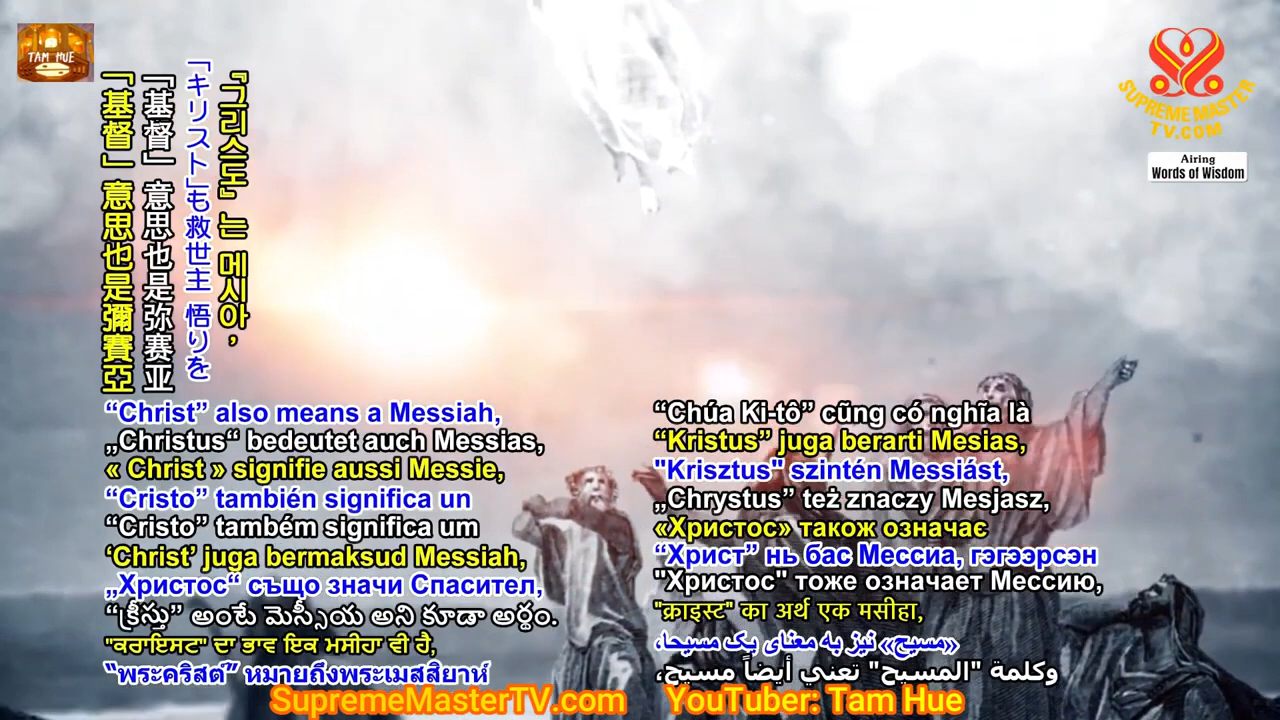 TAM HUE
SUPREME MASTER
TV.COM
Airing
Words of Wisdom
『그리스도』는 메시아,
「キリスト」も救世主 悟りを
「基督」意思也是弥赛亚
「基督」意思也是彌賽亞
“Christ” also means a Messiah,
„Christus“ bedeutet auch Messias,
« Christ » signifie aussi Messie,
“Cristo” también significa un
“Cristo” também significa um
‘Christ’ juga bermaksud Messiah,
„Христос“ също значи Спасител,
“క్రీస్తు” అంటే మెస్సీయ అని కూడా అర్థం.
"ਕਰਾਇਸਟ" ਦਾ ਭਾਵ ਇਕ ਮਸੀਹਾ ਵੀ ਹੈ,
“พระคริสต์” หมายถึงพระเมสสิยาห์
“Chúa Ki-tô” cũng có nghĩa là
“Kristus” juga berarti Mesias,
"Krisztus" szintén Messiást,
„Chrystus” też znaczy Mesjasz,
«Христос» також означає
“Христ” нь бас Мессиа, гэгээрсэн
"Христос" тоже означает Мессию,
"क्राइस्ट" का अर्थ एक मसीहा,
«مسیح» نیز به معنای یک مسیحا،
وكلمة "المسيح" تعني أيضاً مسيح،
SupremeMasterTV.com
YouTuber: Tam Hue